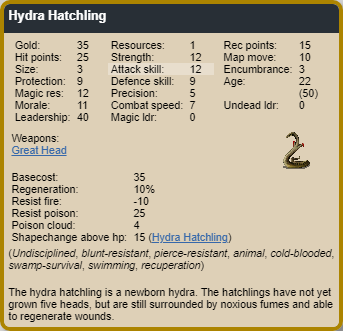 Hydra Hatchling
Gold: 35 Resources: 1 Rec points: 15
Hit points: 25 Strength: 12 Map move: 10
Size: 3 Attack skill: 12 Encumbrance: 3
Protection: 9 Defence skill: 9 Age: 22
Magic res: 12 Precision: 5 (50)
Morale: 11 Combat speed: 7 Undead ldr: 0
Leadership: 40 Magic ldr: 0
Weapons:
Great Head
Basecost: 35
Regeneration: 10%
Resist fire: -10
Resist poison: 25
Poison cloud: 4
Shapechange above hp: 15 (Hydra Hatchling)
(Undisciplined, blunt-resistant, pierce-resistant, animal, cold-blooded,
swamp-survival, swimming, recuperation)
The hydra hatchling is a newborn hydra. The hatchlings have not yet
grown five heads, but are still surrounded by noxious fumes and able
to regenerate wounds.